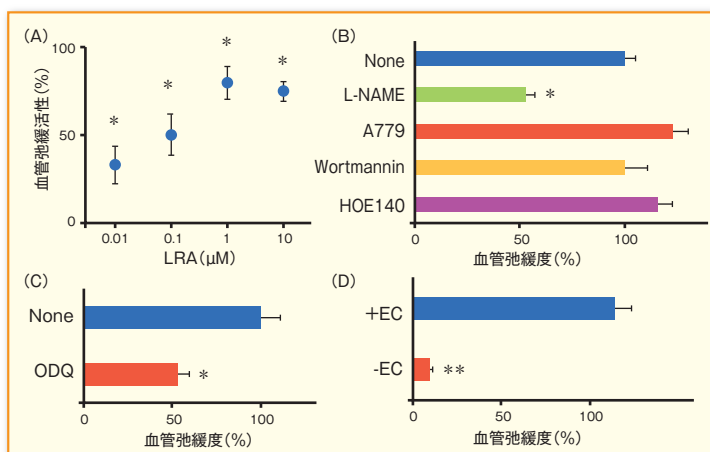 (A)
100
50
0
血管弛緩活性(%)
*
*
*
*
0.01
0.1
1
10
LRA(μM)
(B)
None
L-NAME
*
A779
Wortmannin
HOE140
0
50
100
血管弛緩度(%)
(C)
None
ODQ
*
0
50
100
血管弛緩度(%)
(D)
+EC
-EC
**
0
50
100
血管弛緩度(%)